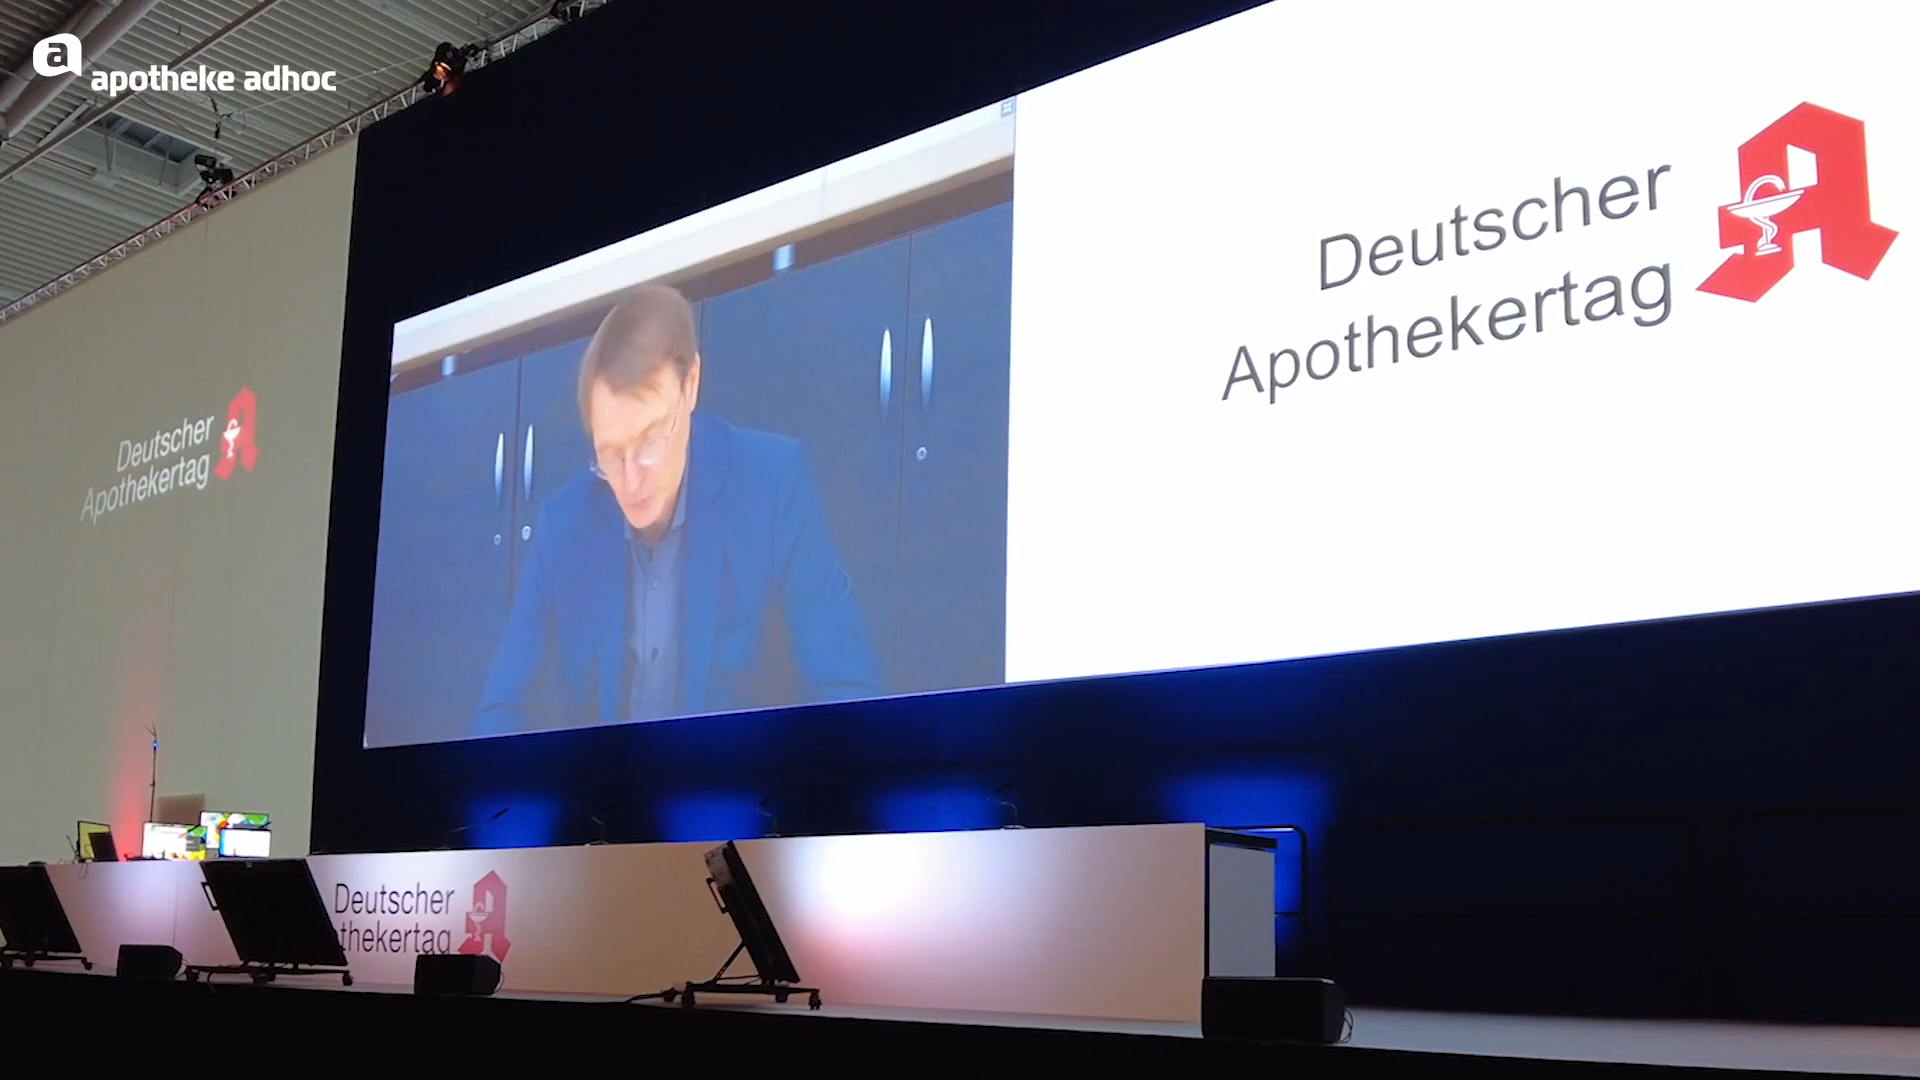 apotheke adhoc
Deutscher
Apothekertag
Deutscher
Apothekertag
Deutscher
thekertag